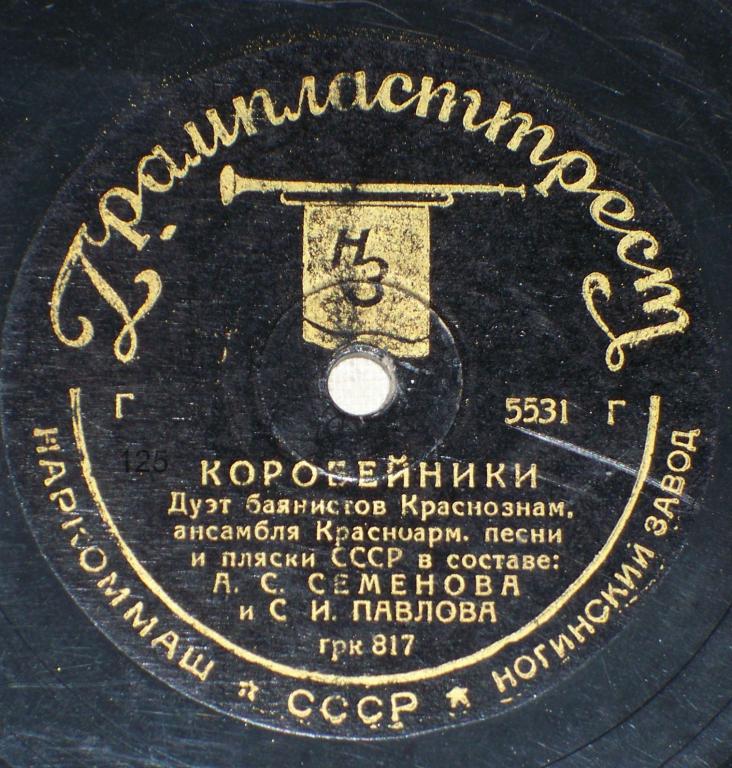 Грампласттрест
НЗ
Г 5531 Г
125
КОРОБЕЙНИКИ
Дуэт баянистов Краснознам.
ансамбля Красноарм. песни
и пляски СССР в составе:
А. С. СЕМЕНОВА
и С И. ПАВЛОВА
грк 817
НАРКОММАШ ★ СССР ★ НОГИНСКИЙ ЗАВОД